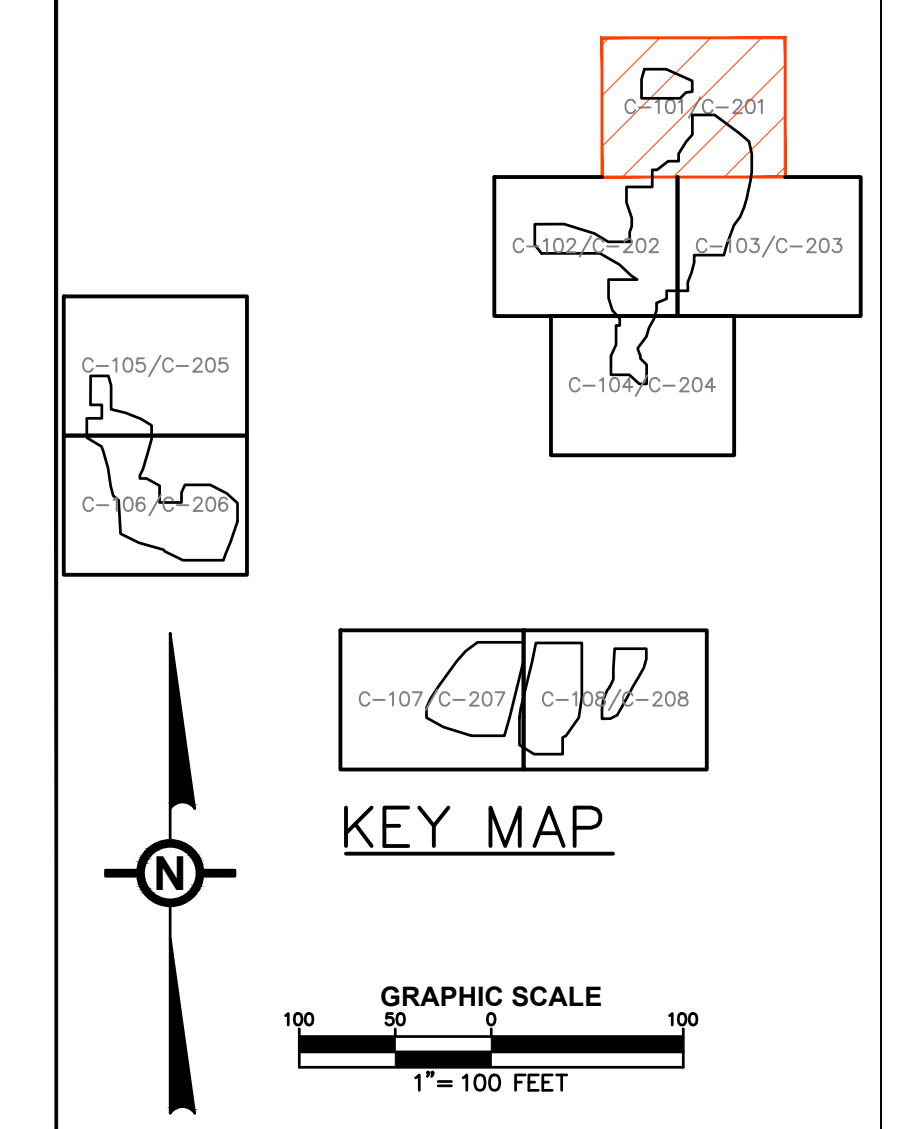 C-101/C-201
C-102/C-202 C-103/C-203
C-105/C-205
C-104/C-204
C-106/C-206
C-107/C-207 C-108/C-208
KEY MAP
N
GRAPHIC SCALE
100 50 0 100
1"= 100 FEET